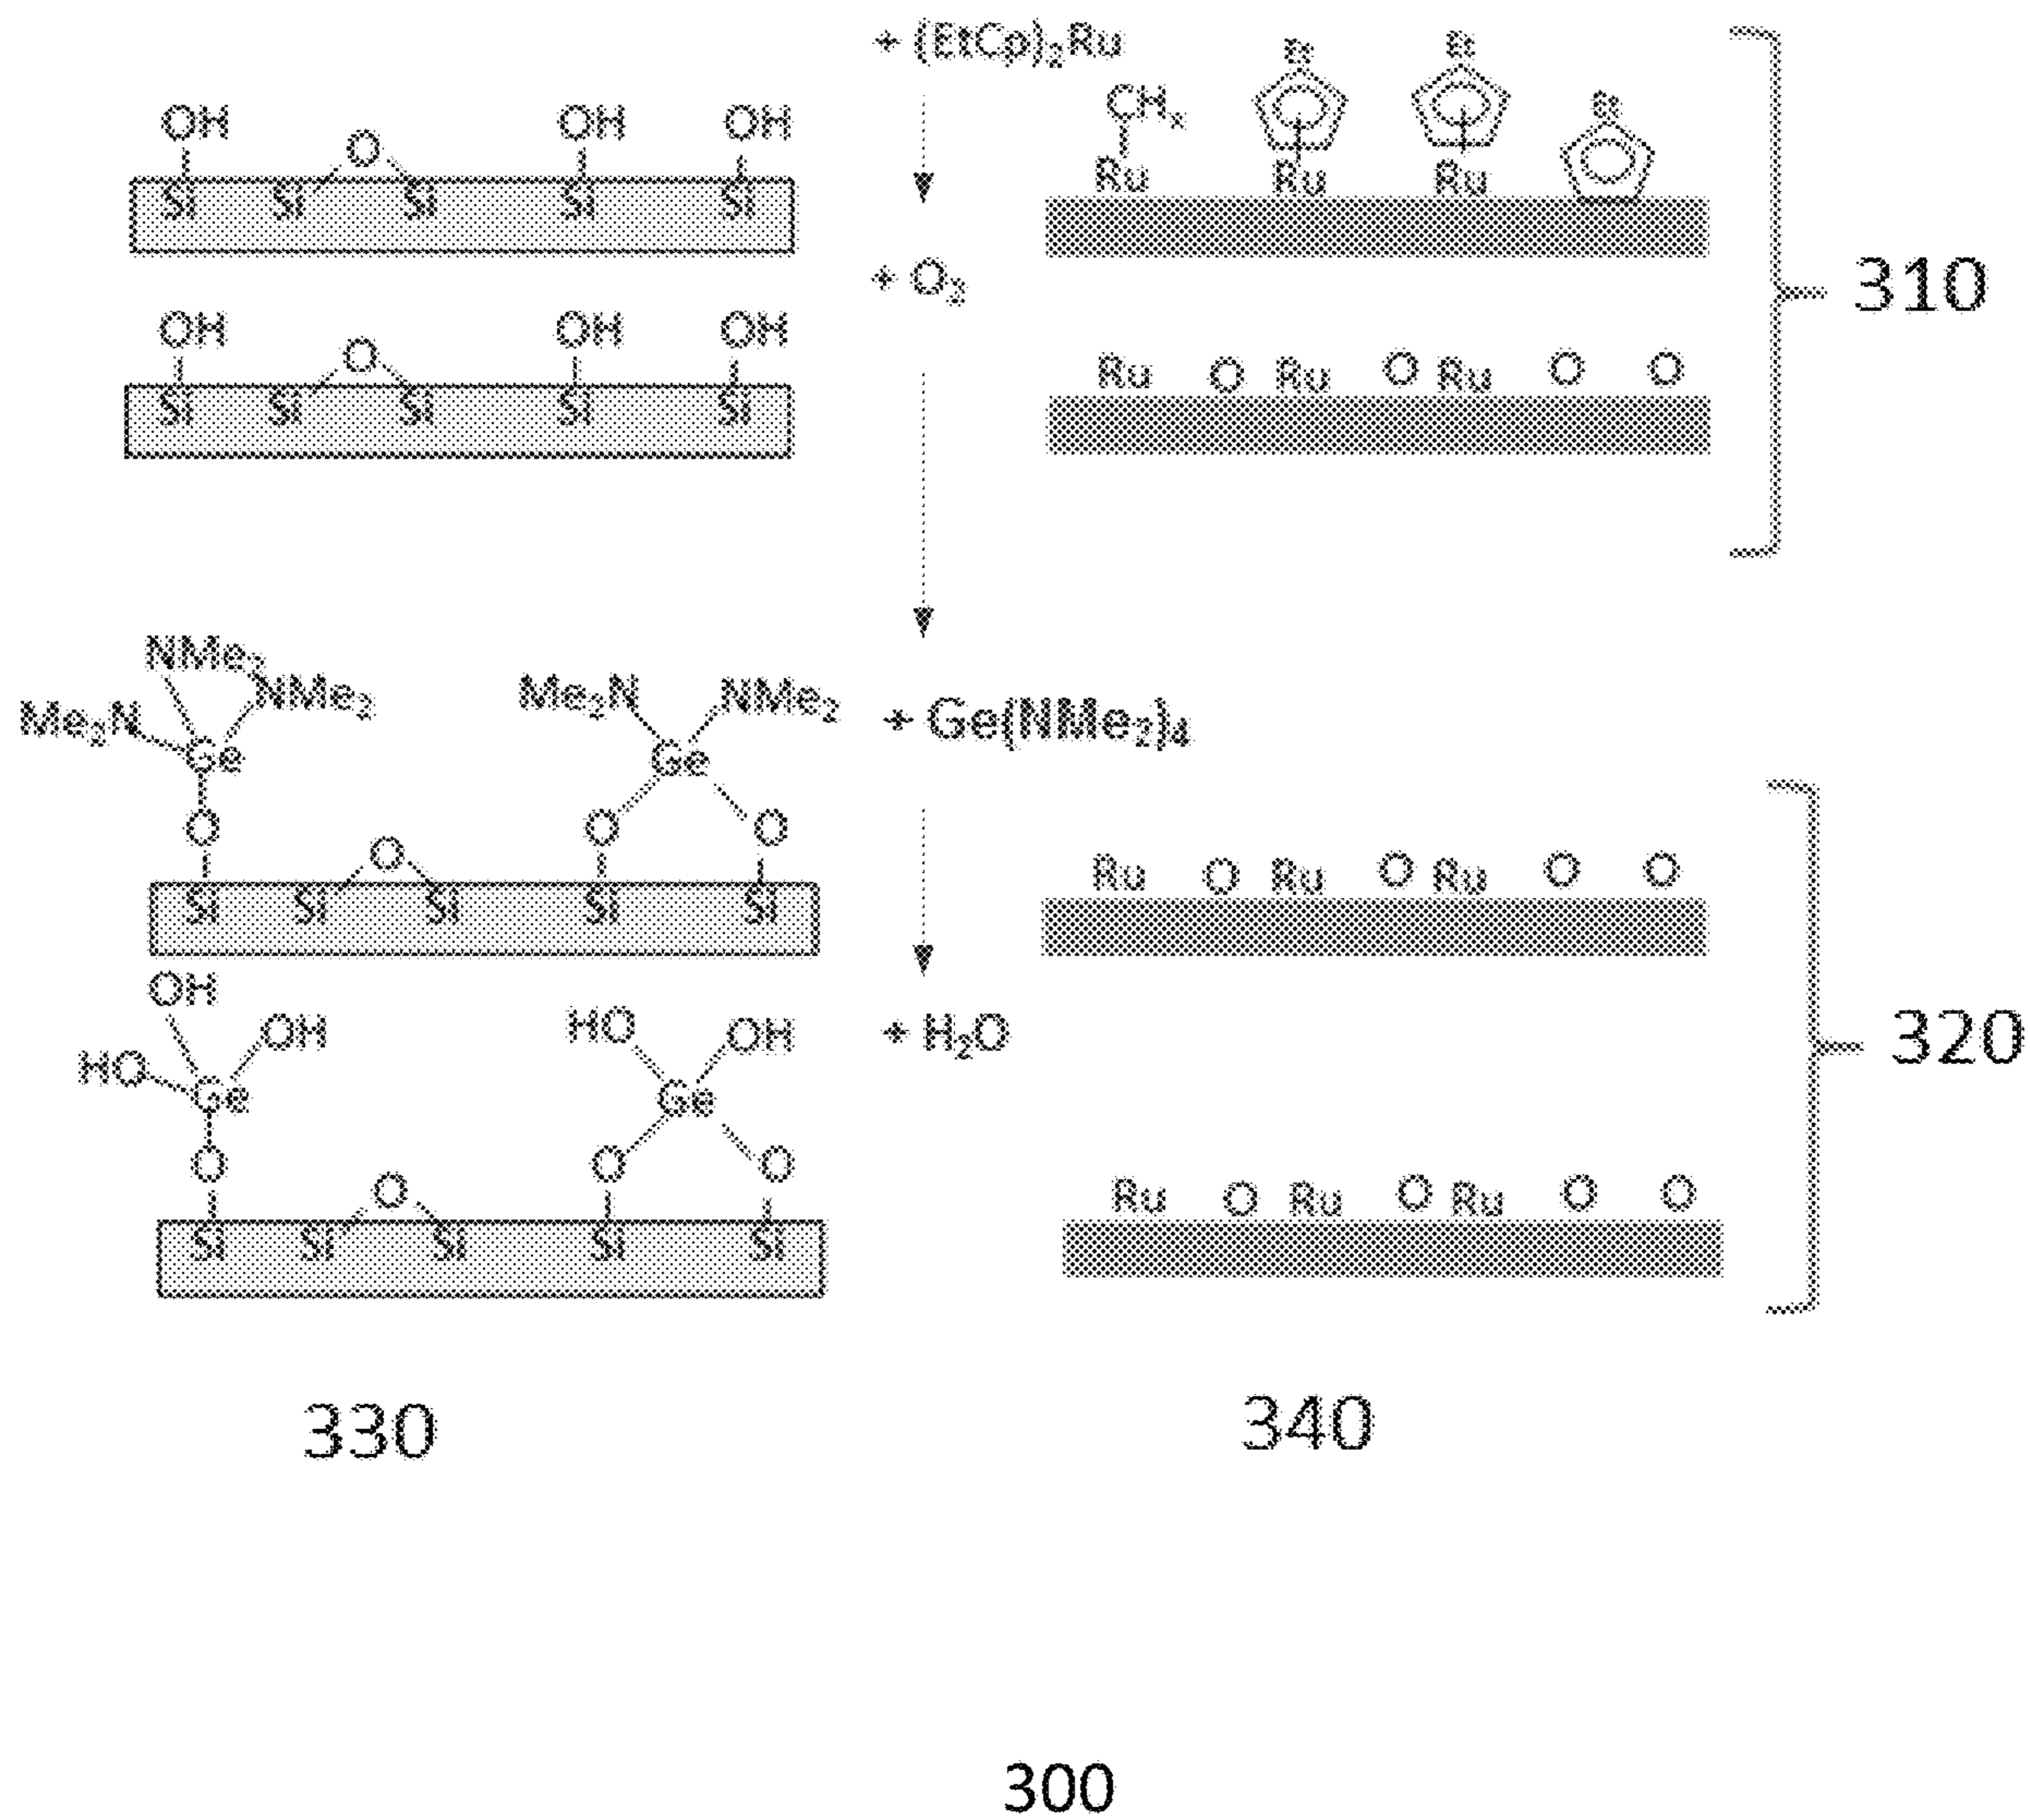 + (EtCp)₂Ru
Et Et Et
CHₓ
Ru Ru Ru
OH O OH OH
Si Si Si Si Si
+ O₂
310
OH O OH OH
Si Si Si Si Si
Ru O Ru O Ru O O
NMe₂
Me₂N NMe₂ Me₂N NMe₂
Ge Ge
+ Ge(NMe₂)₄
O O O O
Si Si Si Si Si
Ru O Ru O Ru O O
OH
HO OH HO OH
Ge Ge
+ H₂O
320
O O O O
Si Si Si Si Si
Ru O Ru O Ru O O
330
340
300